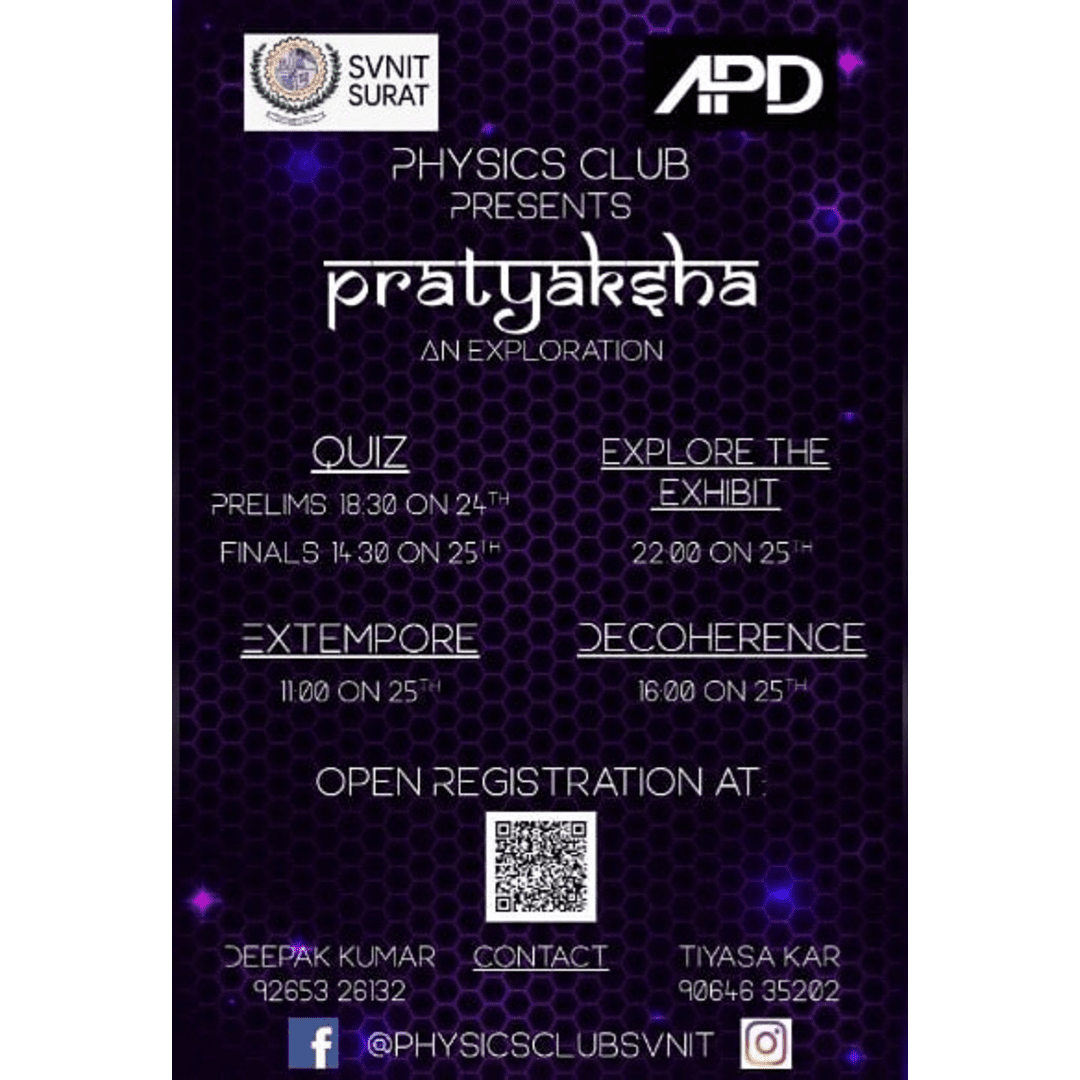 SVNIT
SURAT
APD
PHYSICS CLUB
PRESENTS
pratyaksha
AN EXPLORATION
QUIZ
PRELIMS: 18:30 ON 24TH
FINALS: 14:30 ON 25TH
EXPLORE THE
EXHIBIT
22:00 ON 25TH
EXTEMPORE
11:00 ON 25TH
DECOHERENCE
16:00 ON 25TH
OPEN REGISTRATION AT:
CONTACT
DEEPAK KUMAR
92653 26132
TIYASA KAR
90646 35202
@PHYSICSCLUBSVNIT